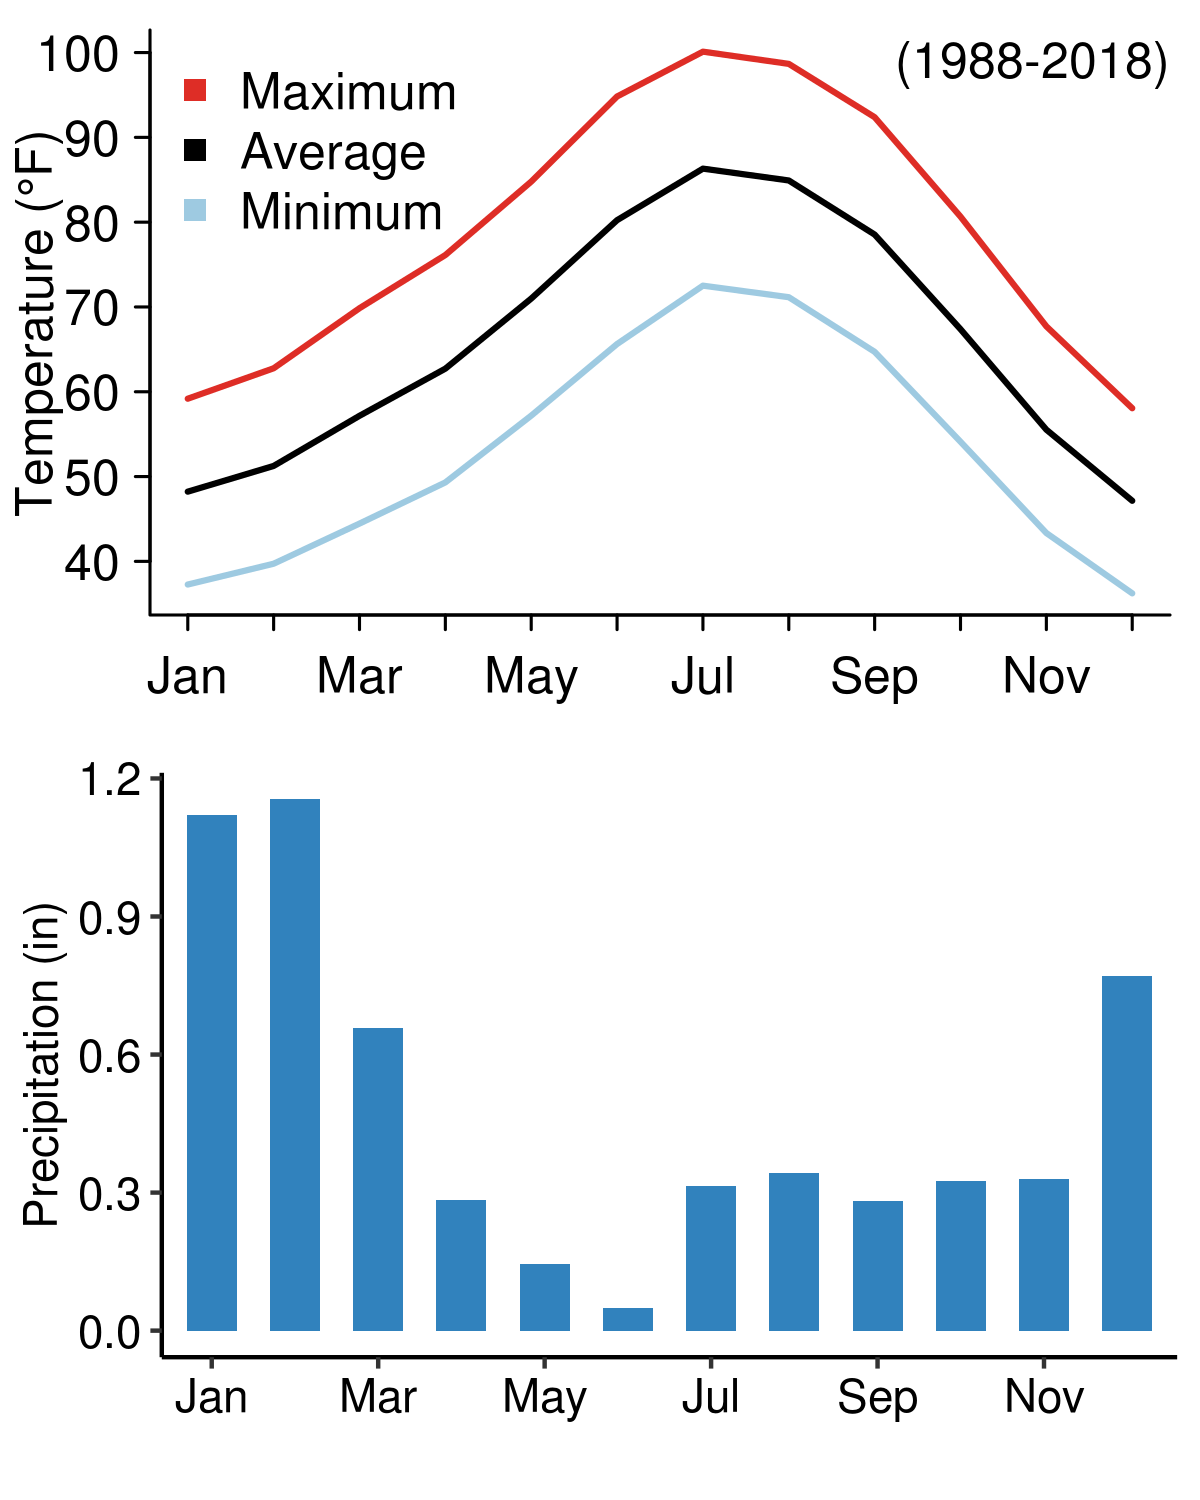 (1988-2018)
Maximum
Average
Minimum
Temperature (°F)
100
90
80
70
60
50
40
Jan Mar May Jul Sep Nov
Precipitation (in)
1.2
0.9
0.6
0.3
0.0
Jan Mar May Jul Sep Nov